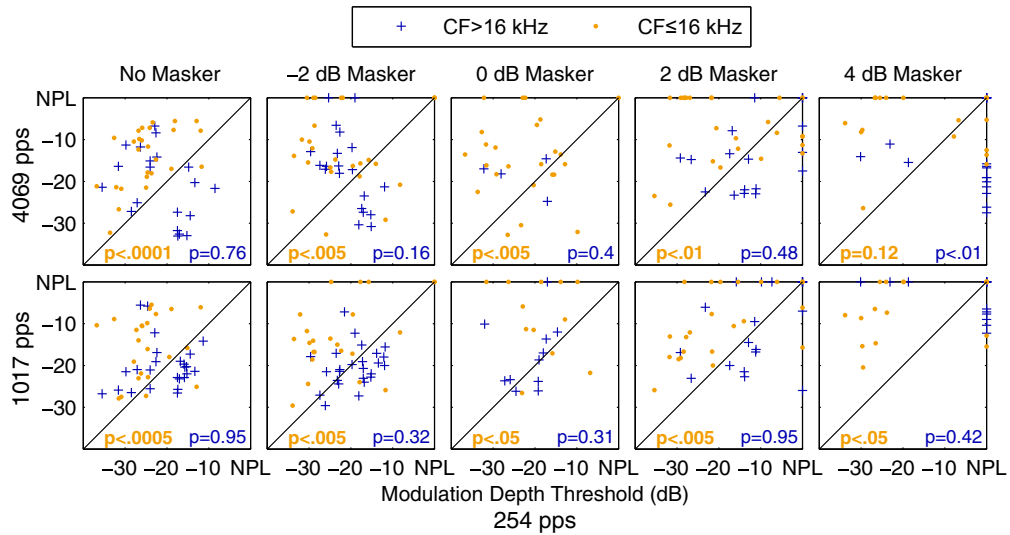 CF>16 kHz CF≤16 kHz
No Masker −2 dB Masker 0 dB Masker 2 dB Masker 4 dB Masker
4069 pps
NPL
−10
−20
−30
p<.0001 p=0.76 p<.005 p=0.16 p<.005 p=0.4 p<.01 p=0.48 p=0.12 p<.01
1017 pps
NPL
−10
−20
−30
p<.0005 p=0.95 p<.005 p=0.32 p<.05 p=0.31 p<.005 p=0.95 p<.05 p=0.42
−30 −20 −10 NPL −30 −20 −10 NPL −30 −20 −10 NPL −30 −20 −10 NPL −30 −20 −10 NPL
Modulation Depth Threshold (dB)
254 pps